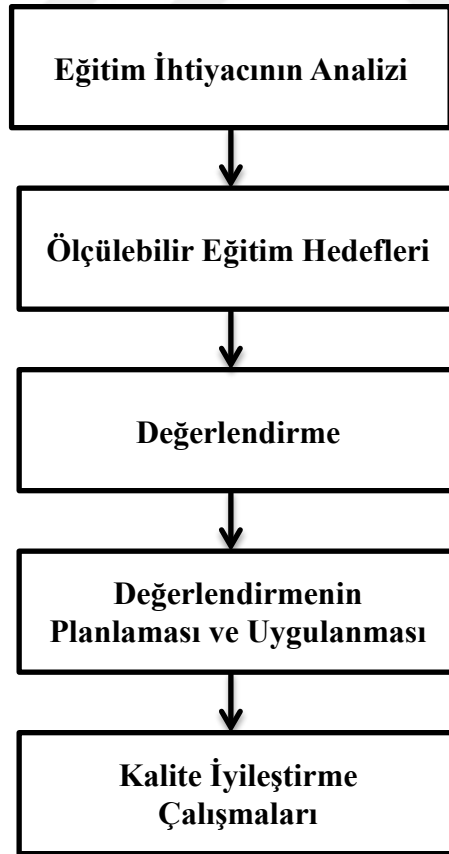 Eğitim İhtiyacının Analizi
Ölçülebilir Eğitim Hedefleri
Değerlendirme
Değerlendirmenin
Planlaması ve Uygulanması
Kalite İyileştirme
Çalışmaları